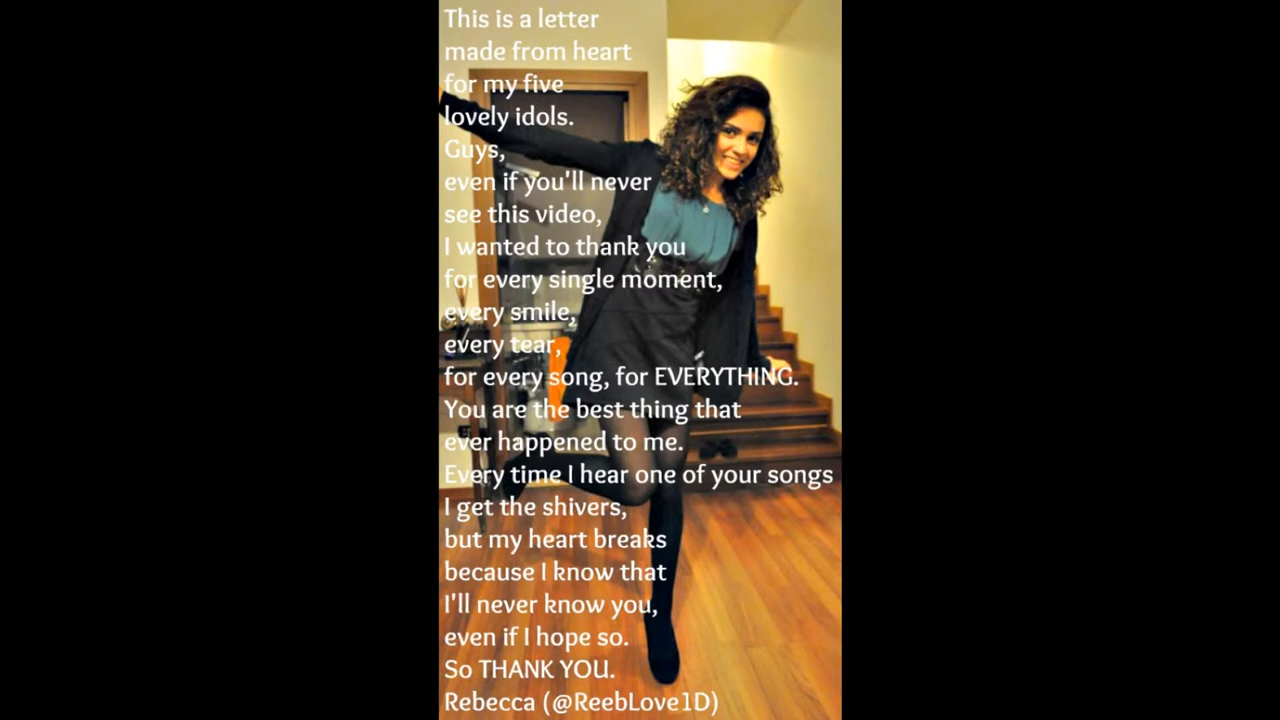 This is a letter
made from heart
for my five
lovely idols.
Guys,
even if you'll never
see this video,
I wanted to thank you
for every single moment,
every smile,
every tear,
for every song, for EVERYTHING.
You are the best thing that
ever happened to me.
Every time I hear one of your songs
I get the shivers,
but my heart breaks
because I know that
I'll never know you,
even if I hope so.
So THANK YOU.
Rebecca (@ReebLove1D)